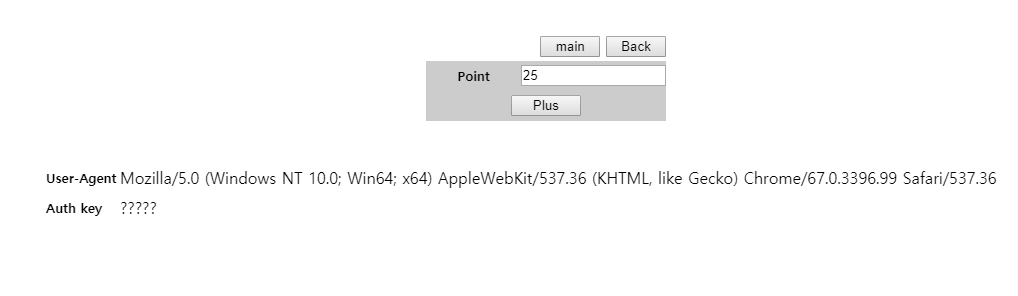 main Back
Point 25
Plus
User-Agent Mozilla/5.0 (Windows NT 10.0; Win64; x64) AppleWebKit/537.36 (KHTML, like Gecko) Chrome/67.0.3396.99 Safari/537.36
Auth key ?????